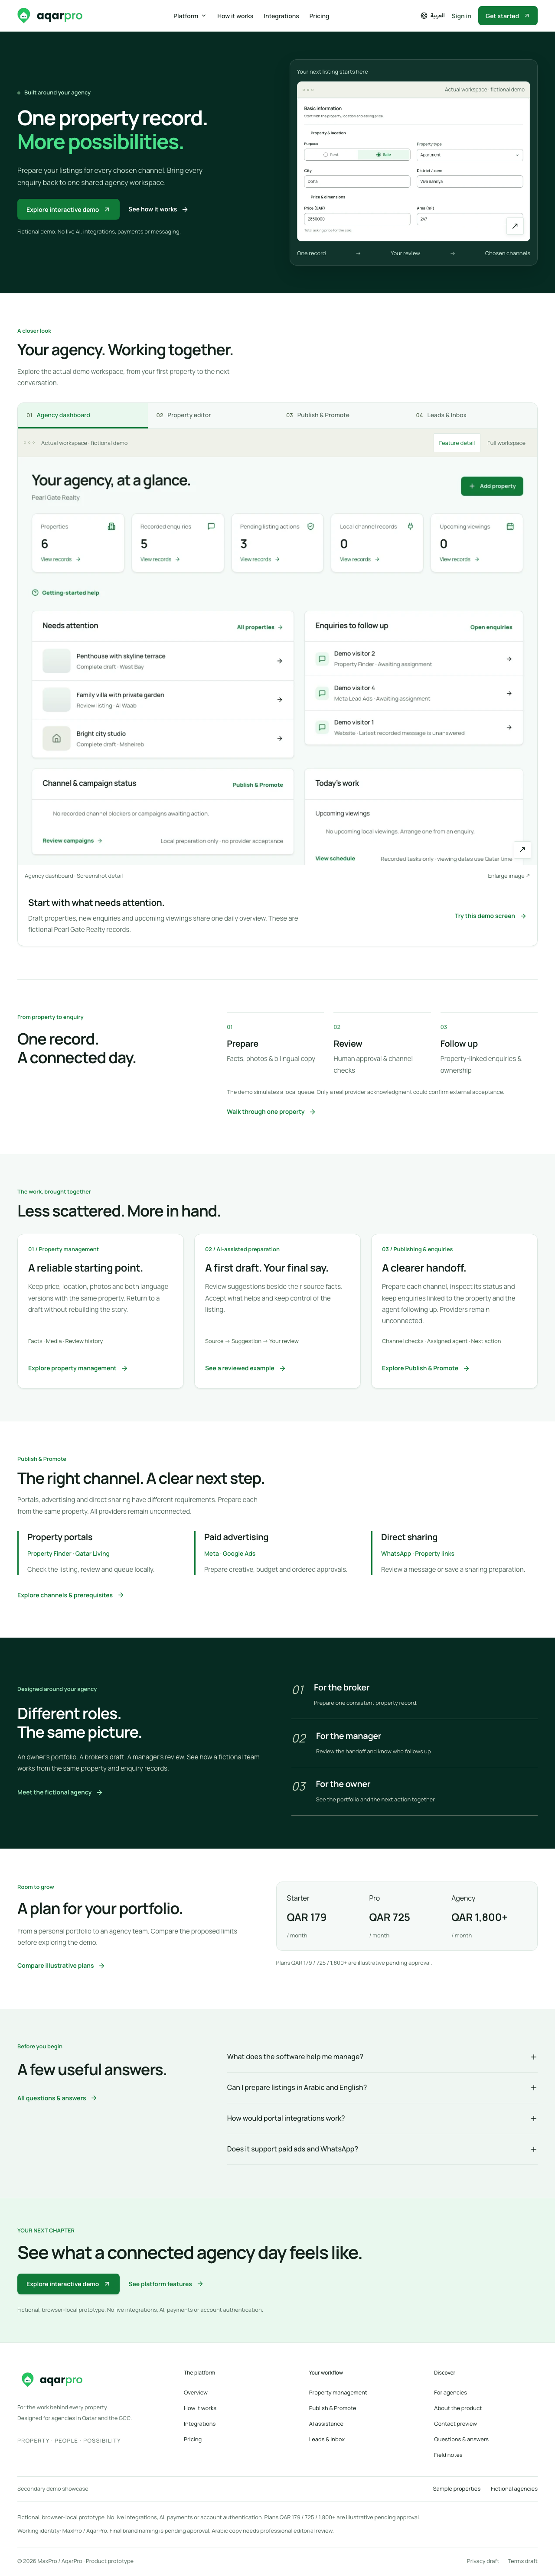 aqarpro
Platform
How it works
Integrations
Pricing
العربية
Sign in
Get started
Built around your agency
One property record.
More possibilities.
Prepare your listings for every chosen channel. Bring every
enquiry back to one shared agency workspace.
Explore interactive demo
See how it works
Fictional demo. No live AI, integrations, payments or messaging.
Your next listing starts here
Actual workspace · fictional demo
Basic information
Start with the property, location and asking price.
Property & location
Purpose
Rent
Sale
Property type
Apartment
City
Doha
District / zone
Viva Bahriya
Price & dimensions
Price (QAR)
2850000
Area (m²)
247
Total asking price for this sale.
One record → Your review → Chosen channels
A closer look
Your agency. Working together.
Explore the actual demo workspace, from your first property to the next
conversation.
01 Agency dashboard
02 Property editor
03 Publish & Promote
04 Leads & Inbox
Actual workspace · fictional demo
Feature detail
Full workspace
Your agency, at a glance.
Pearl Gate Realty
Add property
Properties
6
View records →
Recorded enquiries
5
View records →
Pending listing actions
3
View records →
Local channel records
0
View records →
Upcoming viewings
0
View records →
Getting-started help
Needs attention
All properties →
Penthouse with skyline terrace
Complete draft · West Bay
Family villa with private garden
Review listing · Al Waab
Bright city studio
Complete draft · Msheireb
Enquiries to follow up
Open enquiries
Demo visitor 2
Property Finder · Awaiting assignment
Demo visitor 4
Meta Lead Ads · Awaiting assignment
Demo visitor 1
Website · Latest recorded message is unanswered
Channel & campaign status
Publish & Promote
No recorded channel blockers or campaigns awaiting action.
Review campaigns →
Local preparation only · no provider acceptance
Today's work
Upcoming viewings
No upcoming local viewings. Arrange one from an enquiry.
View schedule
Recorded tasks only · viewing dates use Qatar time
Agency dashboard · Screenshot detail
Enlarge image ↗
Start with what needs attention.
Draft properties, new enquiries and upcoming viewings share one daily overview. These are
fictional Pearl Gate Realty records.
Try this demo screen →
From property to enquiry
One record.
A connected day.
01
Prepare
Facts, photos & bilingual copy
02
Review
Human approval & channel
checks
03
Follow up
Property-linked enquiries &
ownership
The demo simulates a local queue. Only a real provider acknowledgment could confirm external acceptance.
Walk through one property →
The work, brought together
Less scattered. More in hand.
01 / Property management
A reliable starting point.
Keep price, location, photos and both language
versions with the same property. Return to a
draft without rebuilding the story.
Facts · Media · Review history
Explore property management →
02 / AI-assisted preparation
A first draft. Your final say.
Review suggestions beside their source facts.
Accept what helps and keep control of the
listing.
Source → Suggestion → Your review
See a reviewed example →
03 / Publishing & enquiries
A clearer handoff.
Prepare each channel, inspect its status and
keep enquiries linked to the property and the
agent following up. Providers remain
unconnected.
Channel checks · Assigned agent · Next action
Explore Publish & Promote →
Publish & Promote
The right channel. A clear next step.
Portals, advertising and direct sharing have different requirements. Prepare each
from the same property. All providers remain unconnected.
Property portals
Property Finder · Qatar Living
Check the listing, review and queue locally.
Paid advertising
Meta · Google Ads
Prepare creative, budget and ordered approvals.
Direct sharing
WhatsApp · Property links
Review a message or save a sharing preparation.
Explore channels & prerequisites →
Designed around your agency
Different roles.
The same picture.
An owner's portfolio. A broker's draft. A manager's review. See how a fictional team
works from the same property and enquiry records.
Meet the fictional agency →
01
For the broker
Prepare one consistent property record.
02
For the manager
Review the handoff and know who follows up.
03
For the owner
See the portfolio and the next action together.
Room to grow
A plan for your portfolio.
From a personal portfolio to an agency team. Compare the proposed limits
before exploring the demo.
Compare illustrative plans →
Starter
QAR 179
/ month
Pro
QAR 725
/ month
Agency
QAR 1,800+
/ month
Plans QAR 179 / 725 / 1,800+ are illustrative pending approval.
Before you begin
A few useful answers.
All questions & answers →
What does the software help me manage?
Can I prepare listings in Arabic and English?
How would portal integrations work?
Does it support paid ads and WhatsApp?
YOUR NEXT CHAPTER
See what a connected agency day feels like.
Explore interactive demo
See platform features →
Fictional, browser-local prototype. No live integrations, AI, payments or account authentication.
aqarpro
For the work behind every property.
Designed for agencies in Qatar and the GCC.
PROPERTY · PEOPLE · POSSIBILITY
The platform
Overview
How it works
Integrations
Pricing
Your workflow
Property management
Publish & Promote
AI assistance
Leads & Inbox
Discover
For agencies
About the product
Contact preview
Questions & answers
Field notes
Secondary demo showcase
Sample properties
Fictional agencies
Fictional, browser-local prototype. No live integrations, AI, payments or account authentication. Plans QAR 179 / 725 / 1,800+ are illustrative pending approval.
Working identity: MaxPro / AqarPro. Final brand naming is pending approval. Arabic copy needs professional editorial review.
© 2026 MaxPro / AqarPro · Product prototype
Privacy draft
Terms draft